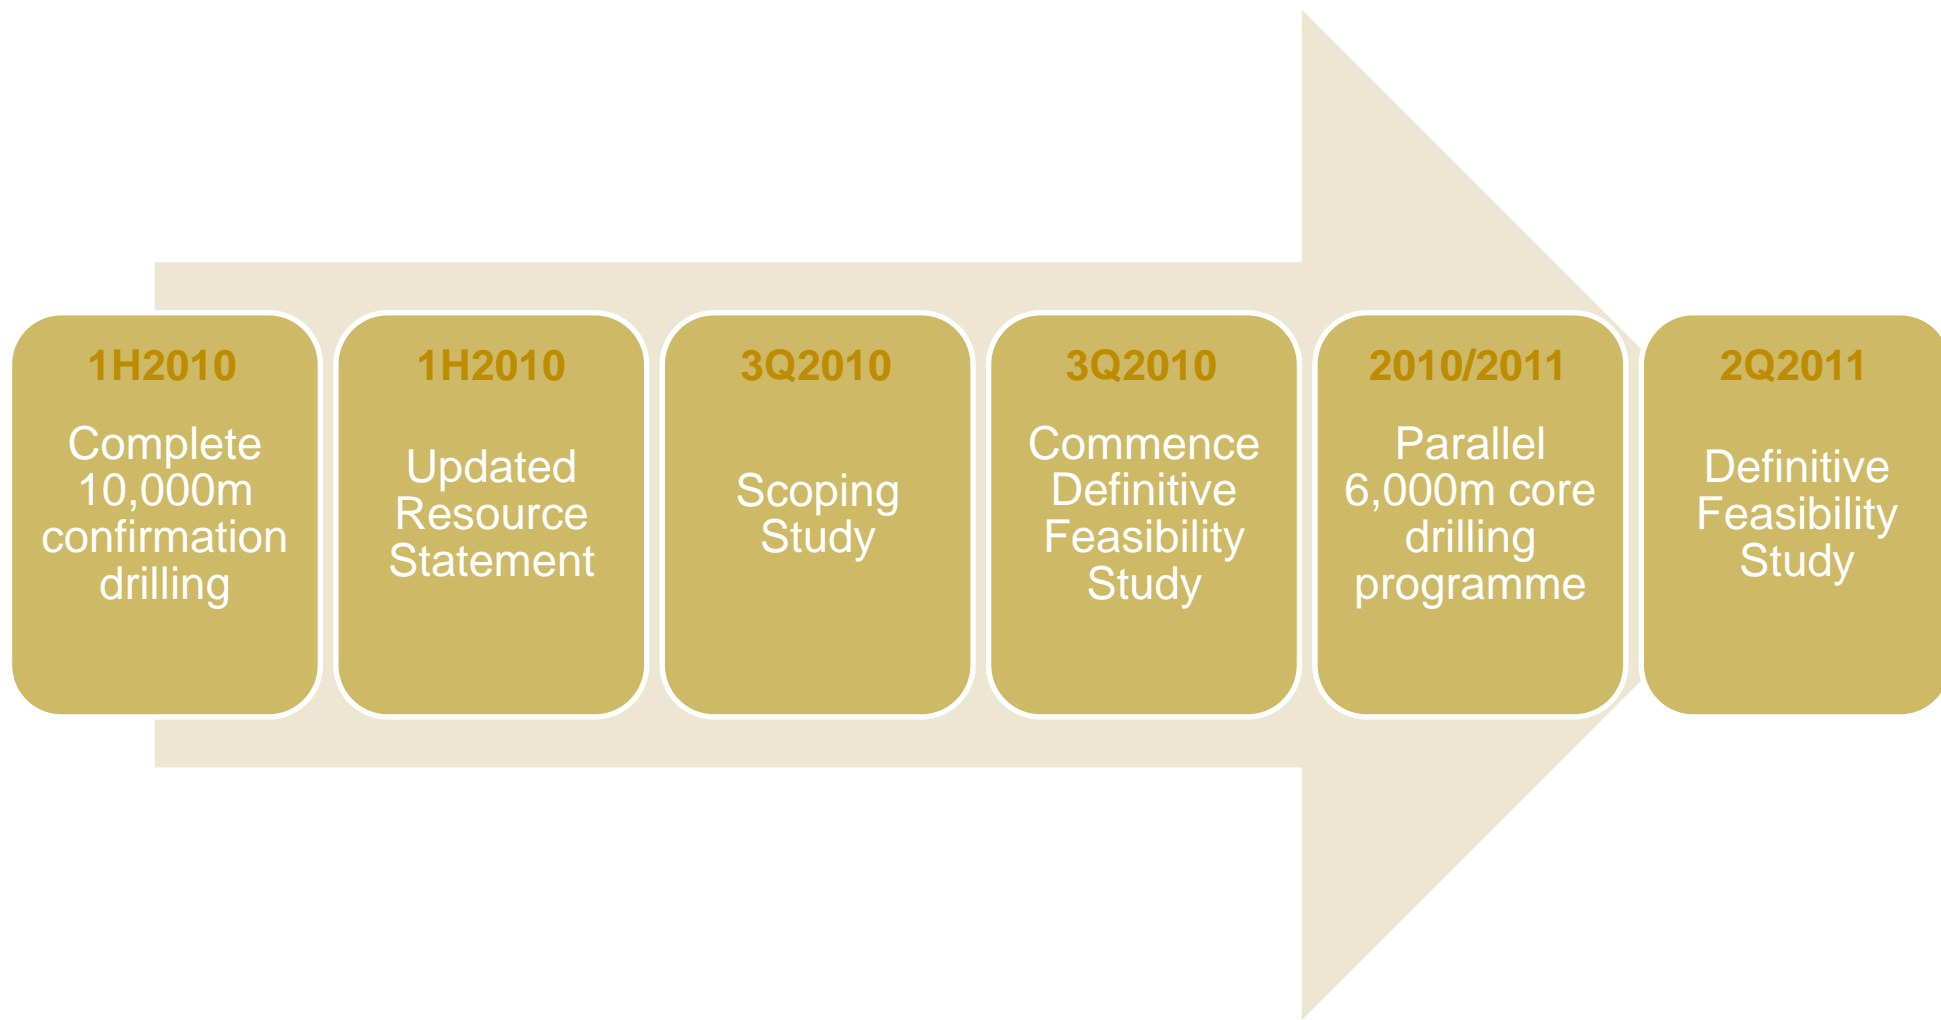 1H2010
Complete
10,000m
confirmation
drilling
1H2010
Updated
Resource
Statement
3Q2010
Scoping
Study
3Q2010
Commence
Definitive
Feasibility
Study
2010/2011
Parallel
6,000m core
drilling
programme
2Q2011
Definitive
Feasibility
Study